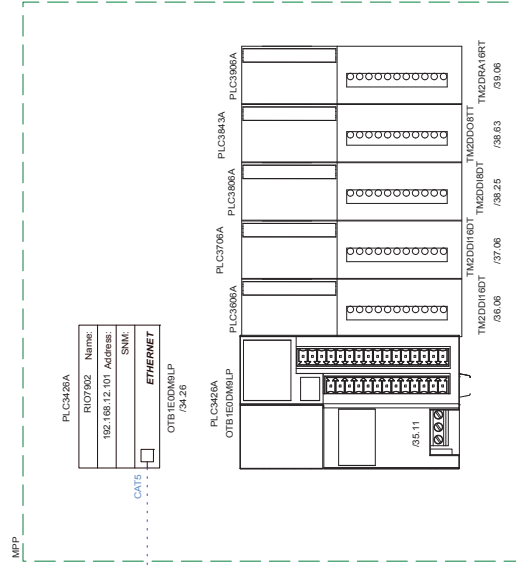 MPP
PLC3426A
RIO7902 Name:
192.168.12.101 Address:
SNM:
ETHERNET
CAT5
OTB1E0DM9LP
/34.26
PLC3426A
OTB1E0DM9LP
/35.11
PLC3606A
TM2DDI16DT
/36.06
PLC3706A
TM2DDI16DT
/37.06
PLC3806A
TM2DDI8DT
/38.25
PLC3843A
TM2DDO8TT
/38.63
PLC3906A
TM2DRA16RT
/39.06